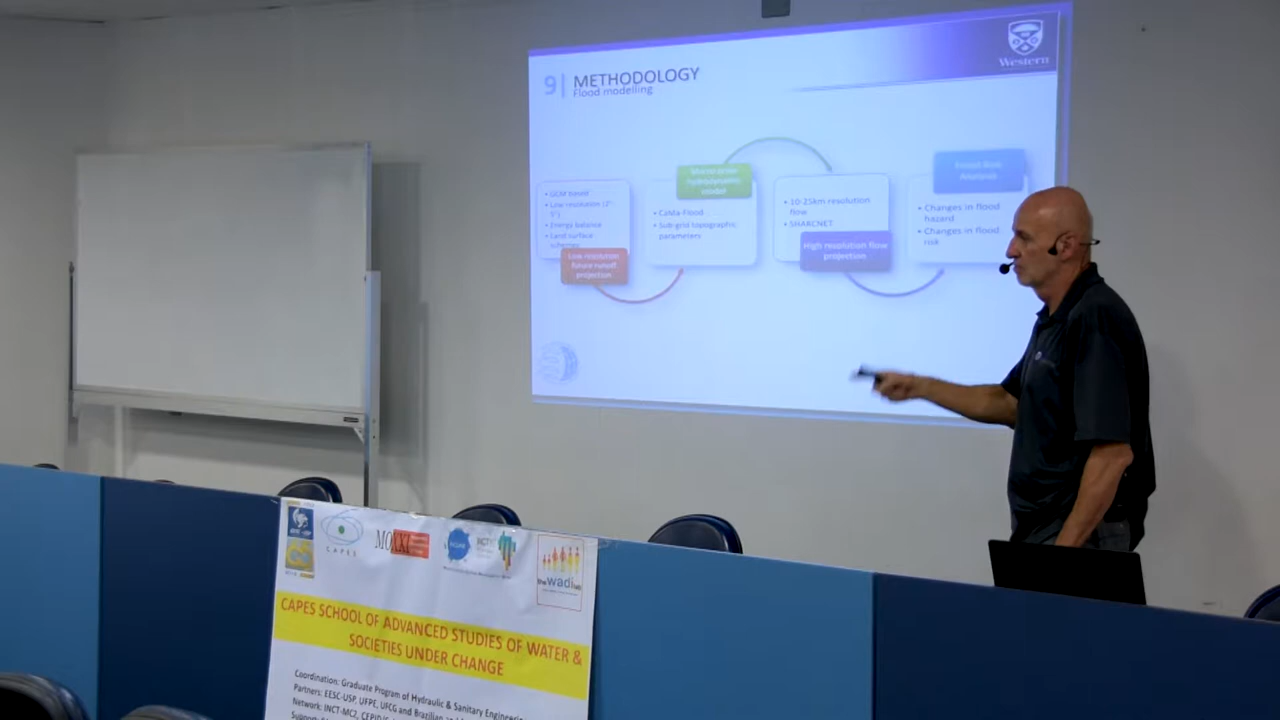 Western
9
METHODOLOGY
Flood modelling
• GCM based
• Low resolution (2°-
5°)
• Energy balance
• Land surface
schemes
Low resolution
future runoff
projection
hydrodynamic
model
• CaMa-Flood
• Sub-grid topographic
parameters
• 10-25km resolution
flow
• SHARCNET
High resolution flow
projection
Flood Risk
Analysis
• Changes in flood
hazard
• Changes in flood
risk
CAPES
the wadi lab
CAPES SCHOOL OF ADVANCED STUDIES OF WATER &
SOCIETIES UNDER CHANGE
Coordination: Graduate Program of Hydraulic & Sanitary
Partners: EESC-USP, UFPE, UFCG and Brazilian
Network: INCT-MC2,